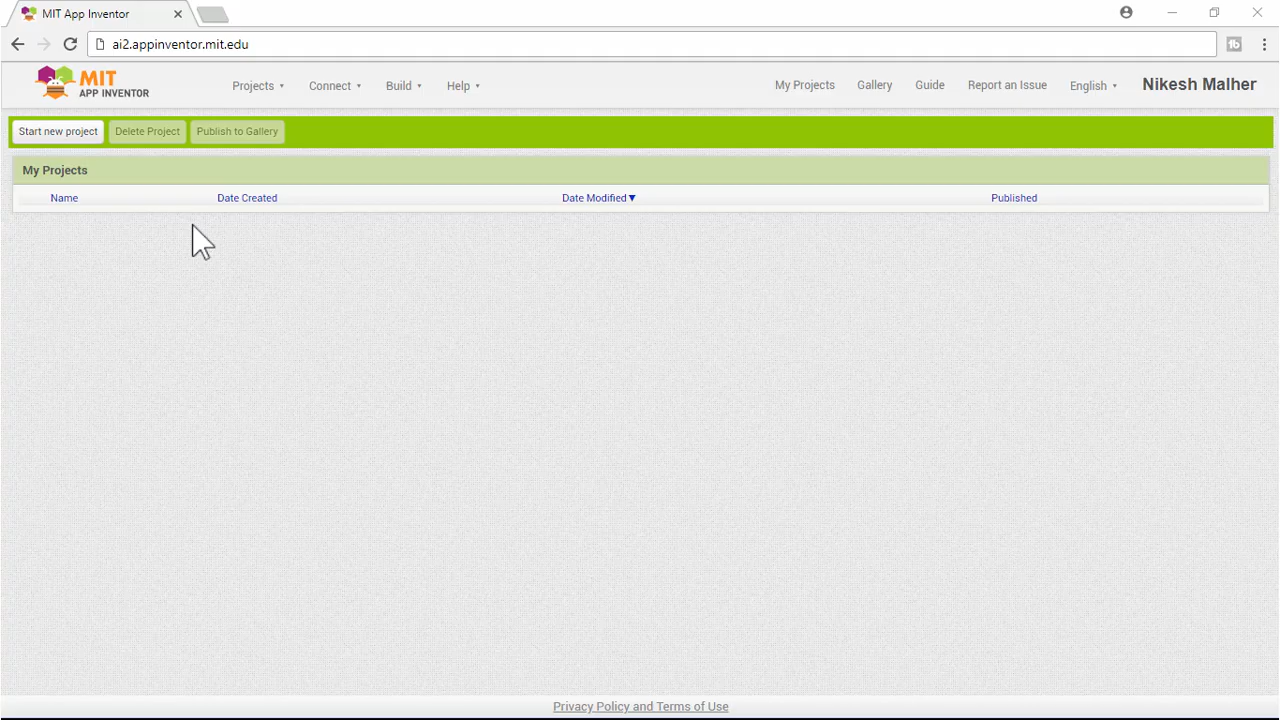 MIT App Inventor
ai2.appinventor.mit.edu
MIT
APP INVENTOR
Projects
Connect
Build
Help
My Projects
Gallery
Guide
Report an Issue
English
Nikesh Malher
Start new project
Delete Project
Publish to Gallery
My Projects
Name
Date Created
Date Modified▼
Published
Privacy Policy and Terms of Use